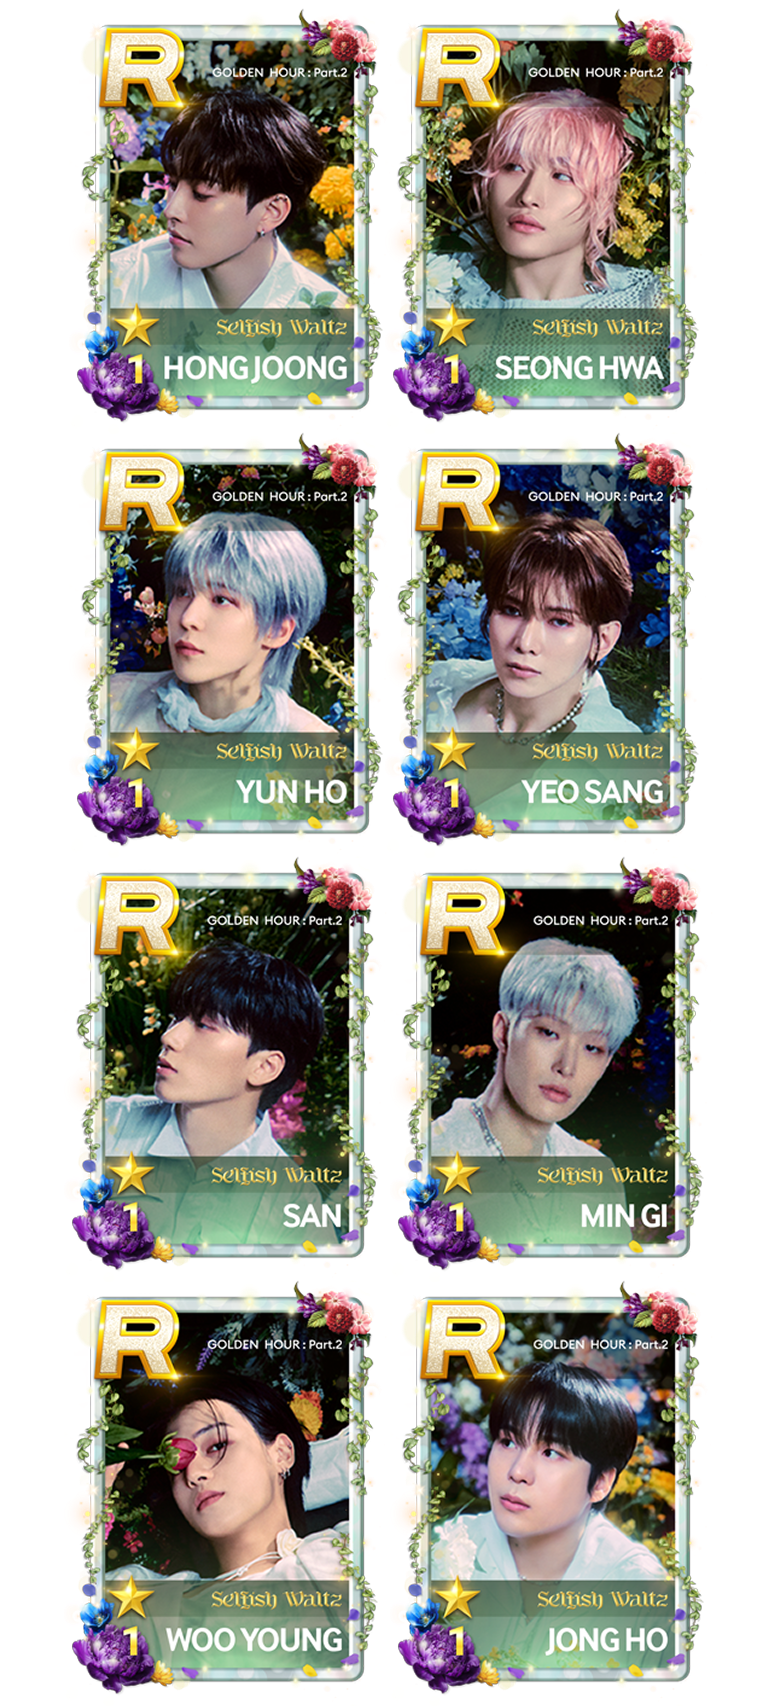 R
GOLDEN HOUR : Part.2
Selfish Waltz
1 HONG JOONG
R
GOLDEN HOUR : Part.2
Selfish Waltz
1 SEONG HWA
R
GOLDEN HOUR : Part.2
Selfish Waltz
1 YUN HO
R
GOLDEN HOUR : Part.2
Selfish Waltz
1 YEO SANG
R
GOLDEN HOUR : Part.2
Selfish Waltz
1 SAN
R
GOLDEN HOUR : Part.2
Selfish Waltz
1 MIN GI
R
GOLDEN HOUR : Part.2
Selfish Waltz
1 WOO YOUNG
R
GOLDEN HOUR : Part.2
Selfish Waltz
1 JONG HO